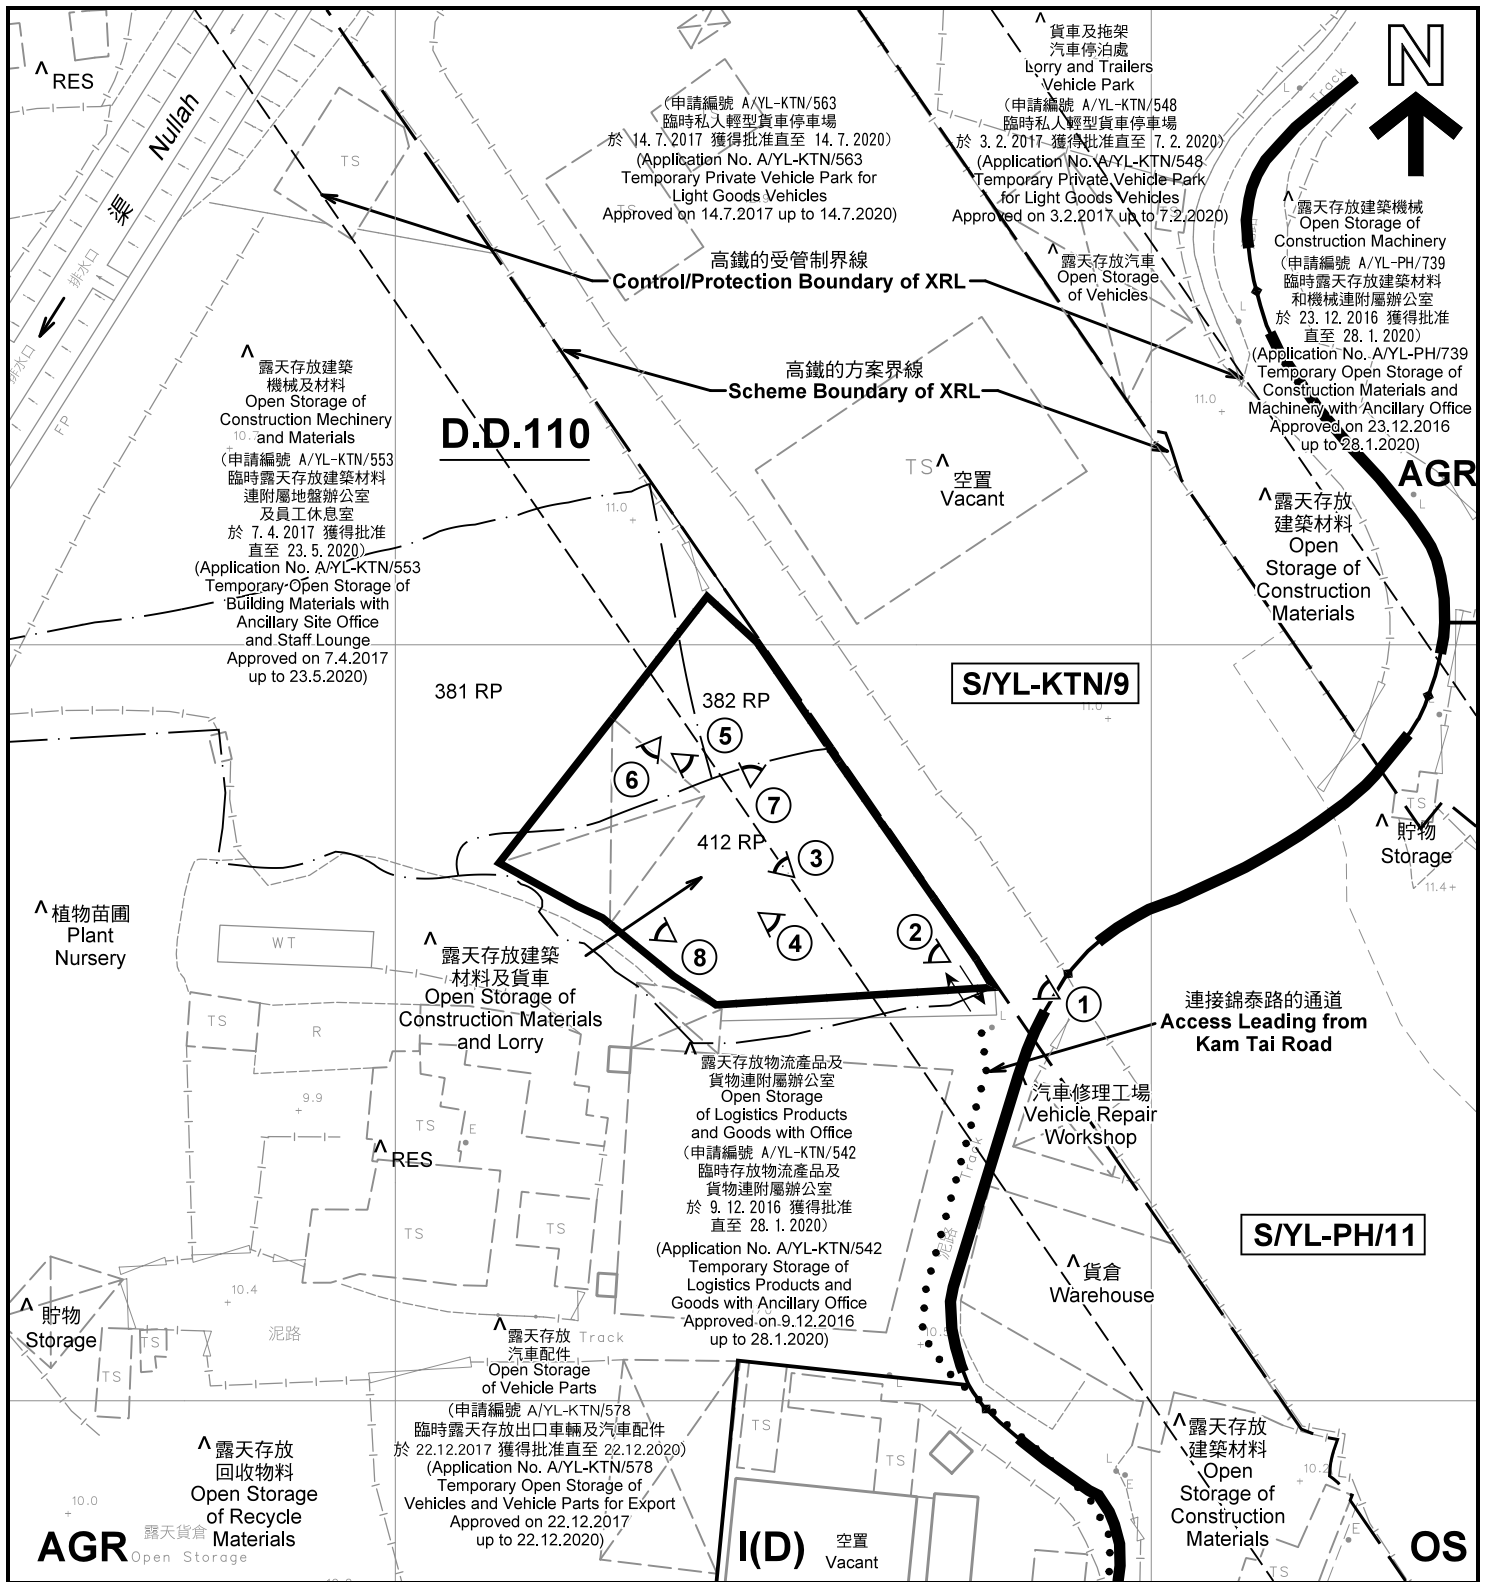 ^ RES
Nullah
渠
排水口
排水口
FP
TS
N
^ 貨車及拖架
汽車停泊處
Lorry and Trailers
Vehicle Park
(申請編號 A/YL-KTN/563
臨時私人輕型貨車停車場
於 14.7.2017 獲得批准直至 14.7.2020)
(Application No. A/YL-KTN/563
Temporary Private Vehicle Park for
Light Goods Vehicles
Approved on 14.7.2017 up to 14.7.2020)
TS
(申請編號 A/YL-KTN/548
臨時私人輕型貨車停車場
於 3.2.2017 獲得批准直至 7.2.2020)
(Application No. A/YL-KTN/548
Temporary Private Vehicle Park
for Light Goods Vehicles
Approved on 3.2.2017 up to 7.2.2020)
TS
L
Track
^ 露天存放建築機械
Open Storage of
Construction Machinery
(申請編號 A/YL-PH/739
臨時露天存放建築材料
和機械連附屬辦公室
於 23.12.2016 獲得批准
直至 28.1.2020)
(Application No. A/YL-PH/739
Temporary Open Storage of
Construction Materials and
Machinery with Ancillary Office
Approved on 23.12.2016
up to 28.1.2020)
AGR
高鐵的受管制界線
Control/Protection Boundary of XRL
^ 露天存放汽車
Open Storage
of Vehicles
L
高鐵的方案界線
Scheme Boundary of XRL
11.0
^ 露天存放建築
機械及材料
Open Storage of
Construction Mechinery
and Materials
10.7
(申請編號 A/YL-KTN/553
臨時露天存放建築材料
連附屬地盤辦公室
及員工休息室
於 7.4.2017 獲得批准
直至 23.5.2020)
(Application No. A/YL-KTN/553
Temporary Open Storage of
Building Materials with
Ancillary Site Office
and Staff Lounge
Approved on 7.4.2017
up to 23.5.2020)
D.D.110
11.0
TS ^ 空置
Vacant
^ 露天存放
建築材料
Open
Storage of
Construction
Materials
L
S/YL-KTN/9
11.0
381 RP
382 RP
5
6
7
412 RP
3
2
4
8
1
L
TS
^ 貯物
Storage
11.4
^ 植物苗圃
Plant
Nursery
WT
^ 露天存放建築
材料及貨車
Open Storage of
Construction Materials
and Lorry
TS
R
9.9
TS
E
^ RES
TS
TS
連接錦泰路的通道
Access Leading from
Kam Tai Road
L
^ 露天存放物流產品及
貨物連附屬辦公室
Open Storage
of Logistics Products
and Goods with Office
(申請編號 A/YL-KTN/542
臨時存放物流產品及
貨物連附屬辦公室
於 9.12.2016 獲得批准
直至 28.1.2020)
(Application No. A/YL-KTN/542
Temporary Storage of
Logistics Products and
Goods with Ancillary Office
Approved on 9.12.2016
up to 28.1.2020)
汽車修理工場
Vehicle Repair
Workshop
Track
泥路
S/YL-PH/11
^ 貨倉
Warehouse
10.4
泥路
Track
^ 貯物
Storage
TS
TS
^ 露天存放
汽車配件
Open Storage
of Vehicle Parts
(申請編號 A/YL-KTN/578
臨時露天存放出口車輛及汽車配件
於 22.12.2017 獲得批准直至 22.12.2020)
(Application No. A/YL-KTN/578
Temporary Open Storage of
Vehicles and Vehicle Parts for Export
Approved on 22.12.2017
up to 22.12.2020)
L
TS
TS
^ 露天存放
回收物料
Open Storage
of Recycle
Materials
10.0
露天貨倉
Open Storage
AGR
I(D)
空置
Vacant
L
E
^ 露天存放
建築材料
Open
Storage of
Construction
Materials
10.2
E
TS
OS